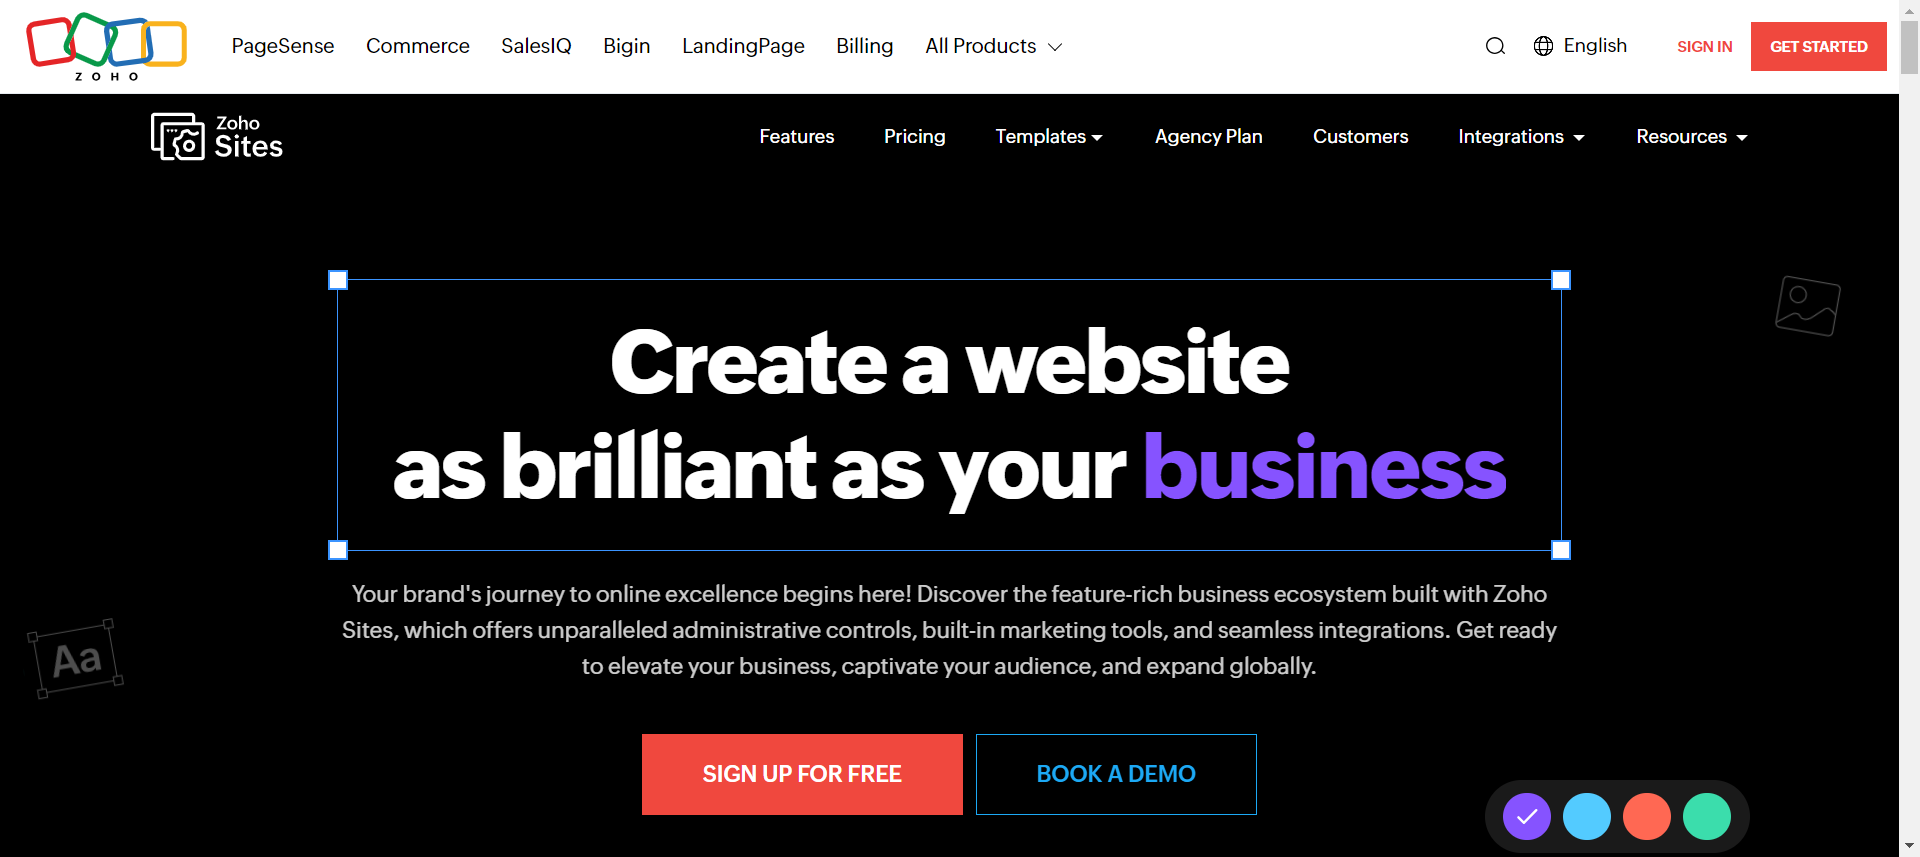 ZOHO
PageSense Commerce SalesIQ Bigin LandingPage Billing All Products
English SIGN IN GET STARTED
Zoho Sites
Features Pricing Templates Agency Plan Customers Integrations Resources
Create a website
as brilliant as your business
Your brand's journey to online excellence begins here! Discover the feature-rich business ecosystem built with Zoho
Sites, which offers unparalleled administrative controls, built-in marketing tools, and seamless integrations. Get ready
to elevate your business, captivate your audience, and expand globally.
Aa
SIGN UP FOR FREE BOOK A DEMO